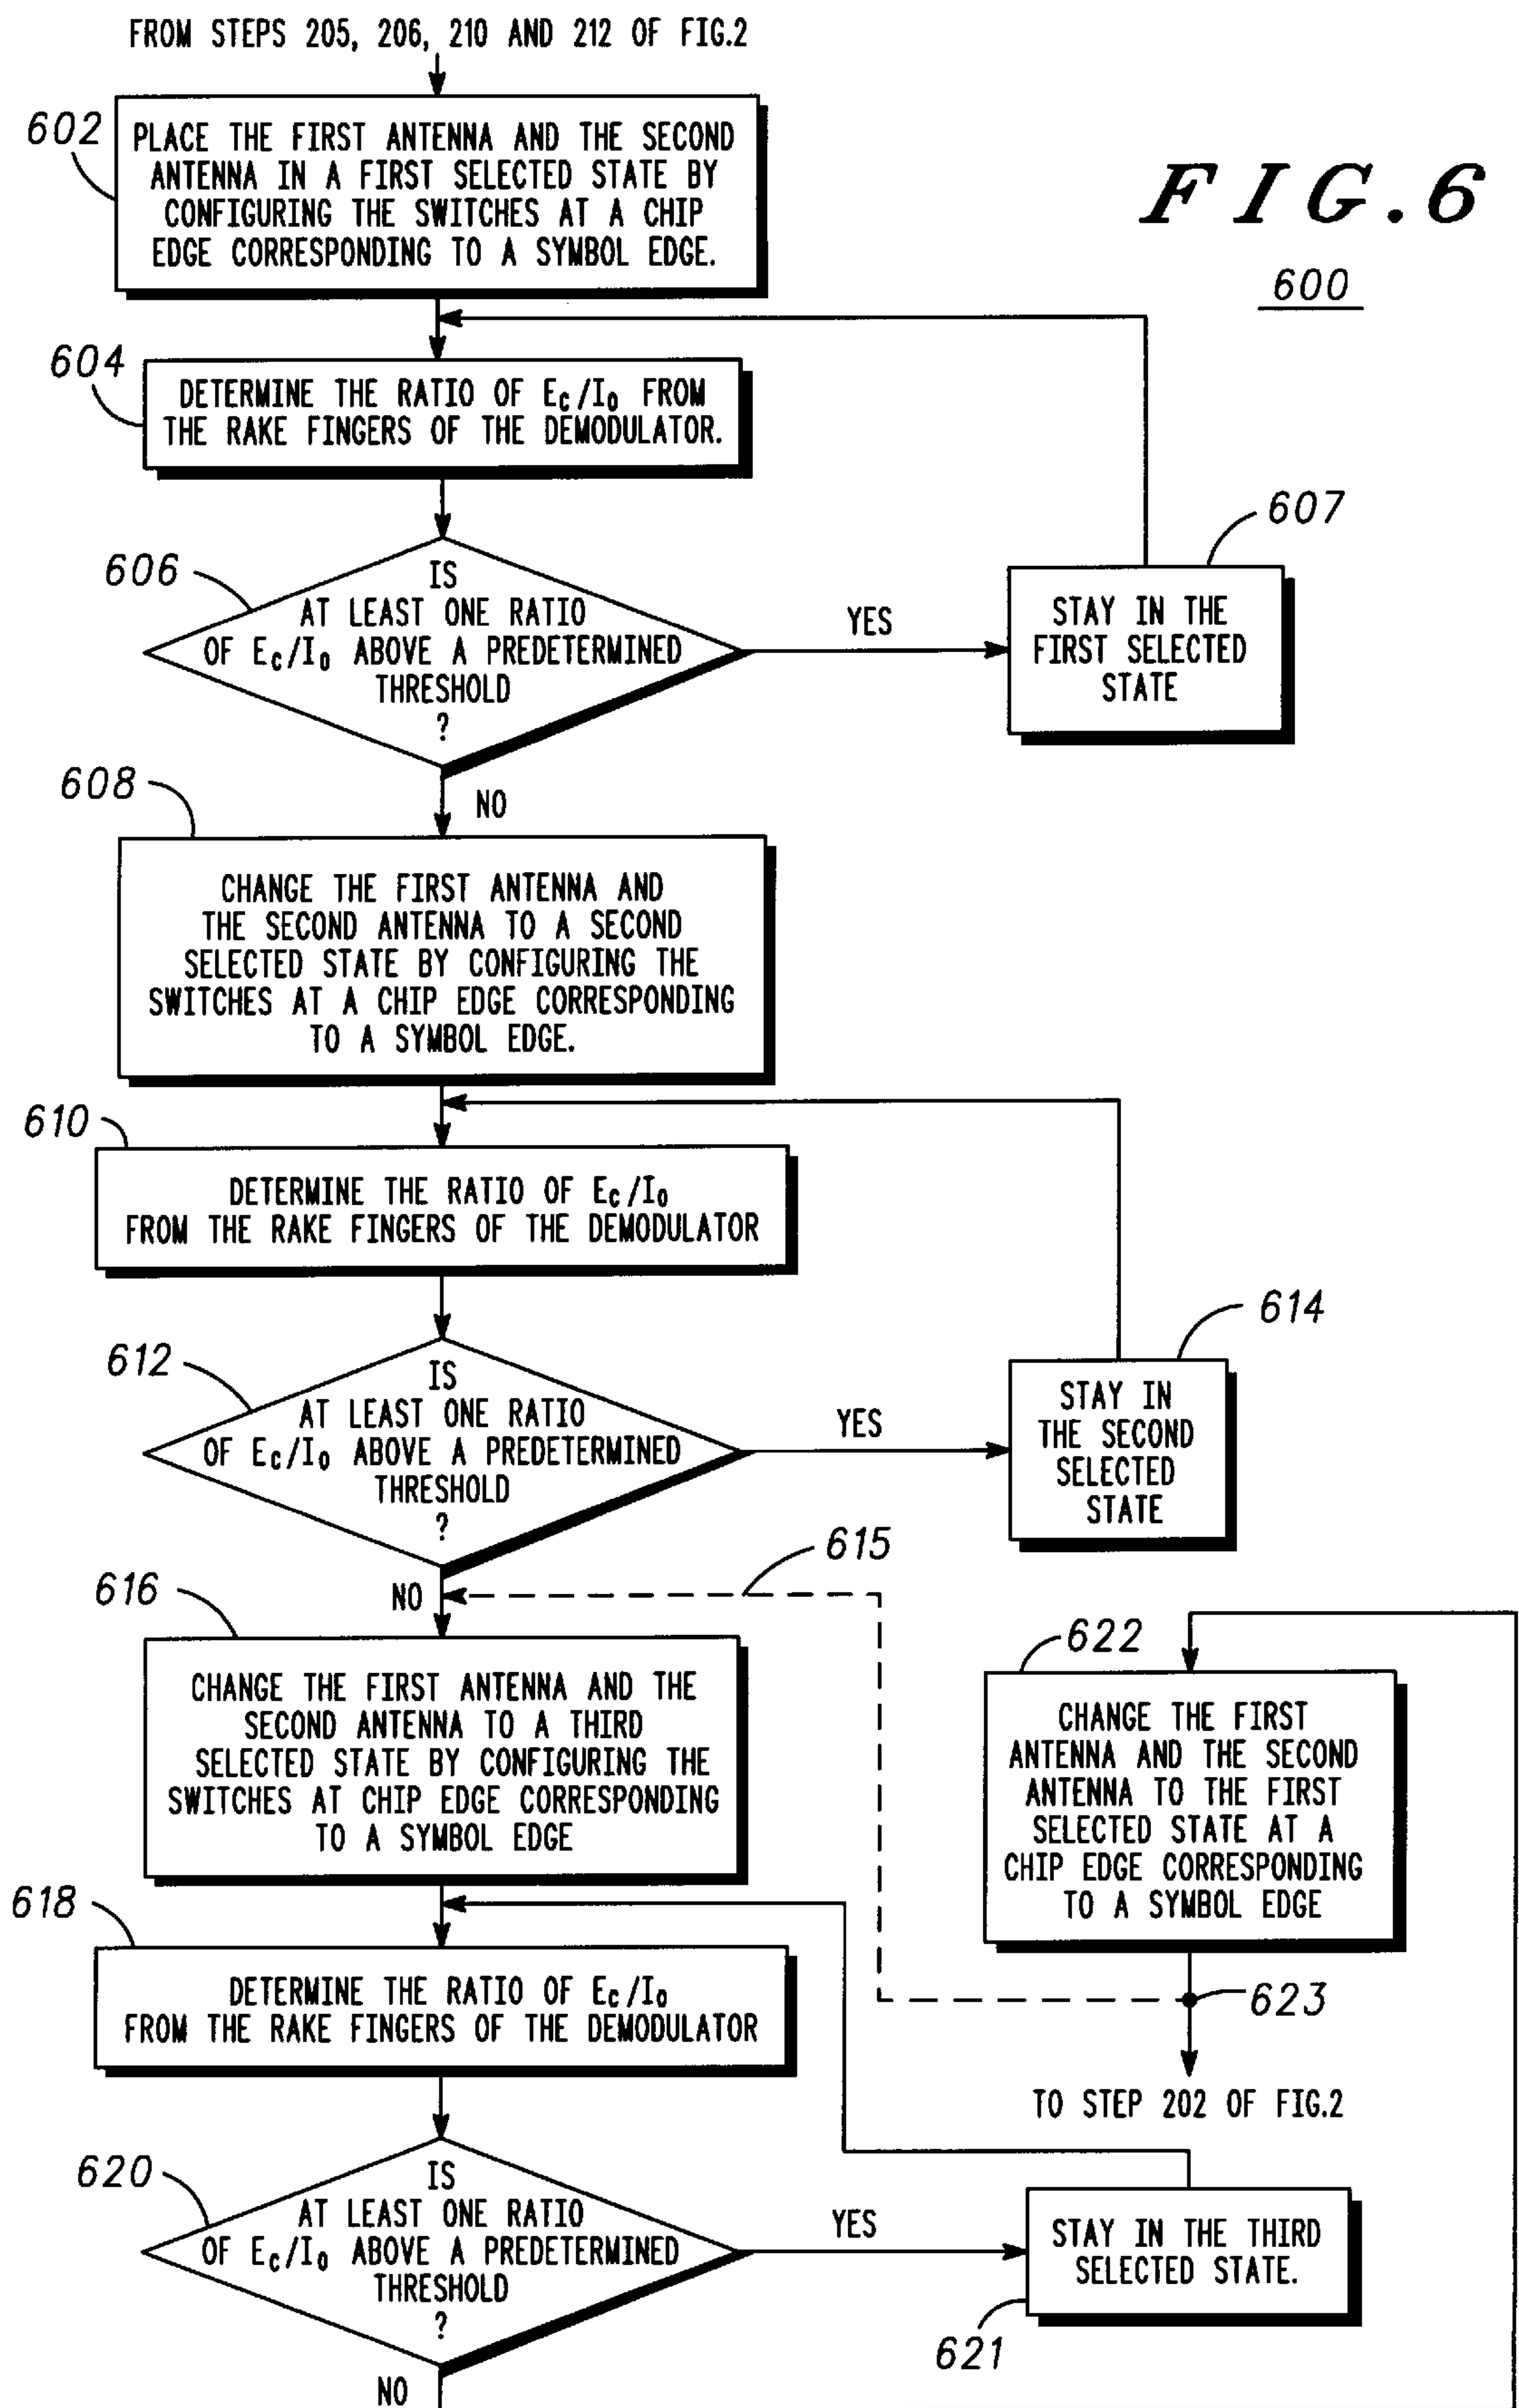 FROM STEPS 205, 206, 210 AND 212 OF FIG.2
602
PLACE THE FIRST ANTENNA AND THE SECOND
ANTENNA IN A FIRST SELECTED STATE BY
CONFIGURING THE SWITCHES AT A CHIP
EDGE CORRESPONDING TO A SYMBOL EDGE.
FIG.6
600
604
DETERMINE THE RATIO OF Ec/I0 FROM
THE RAKE FINGERS OF THE DEMODULATOR.
606
IS
AT LEAST ONE RATIO
OF Ec/I0 ABOVE A PREDETERMINED
THRESHOLD
?
YES
607
STAY IN THE
FIRST SELECTED
STATE
NO
608
CHANGE THE FIRST ANTENNA AND
THE SECOND ANTENNA TO A SECOND
SELECTED STATE BY CONFIGURING THE
SWITCHES AT A CHIP EDGE CORRESPONDING
TO A SYMBOL EDGE.
610
DETERMINE THE RATIO OF Ec/I0
FROM THE RAKE FINGERS OF THE DEMODULATOR
612
IS
AT LEAST ONE RATIO
OF Ec/I0 ABOVE A PREDETERMINED
THRESHOLD
?
YES
614
STAY IN
THE SECOND
SELECTED
STATE
NO
615
616
CHANGE THE FIRST ANTENNA AND THE
SECOND ANTENNA TO A THIRD
SELECTED STATE BY CONFIGURING THE
SWITCHES AT CHIP EDGE CORRESPONDING
TO A SYMBOL EDGE
622
CHANGE THE FIRST
ANTENNA AND THE SECOND
ANTENNA TO THE FIRST
SELECTED STATE AT A
CHIP EDGE CORRESPONDING
TO A SYMBOL EDGE
623
TO STEP 202 OF FIG.2
618
DETERMINE THE RATIO OF Ec/I0
FROM THE RAKE FINGERS OF THE DEMODULATOR
620
IS
AT LEAST ONE RATIO
OF Ec/I0 ABOVE A PREDETERMINED
THRESHOLD
?
YES
STAY IN THE THIRD
SELECTED STATE.
621
NO